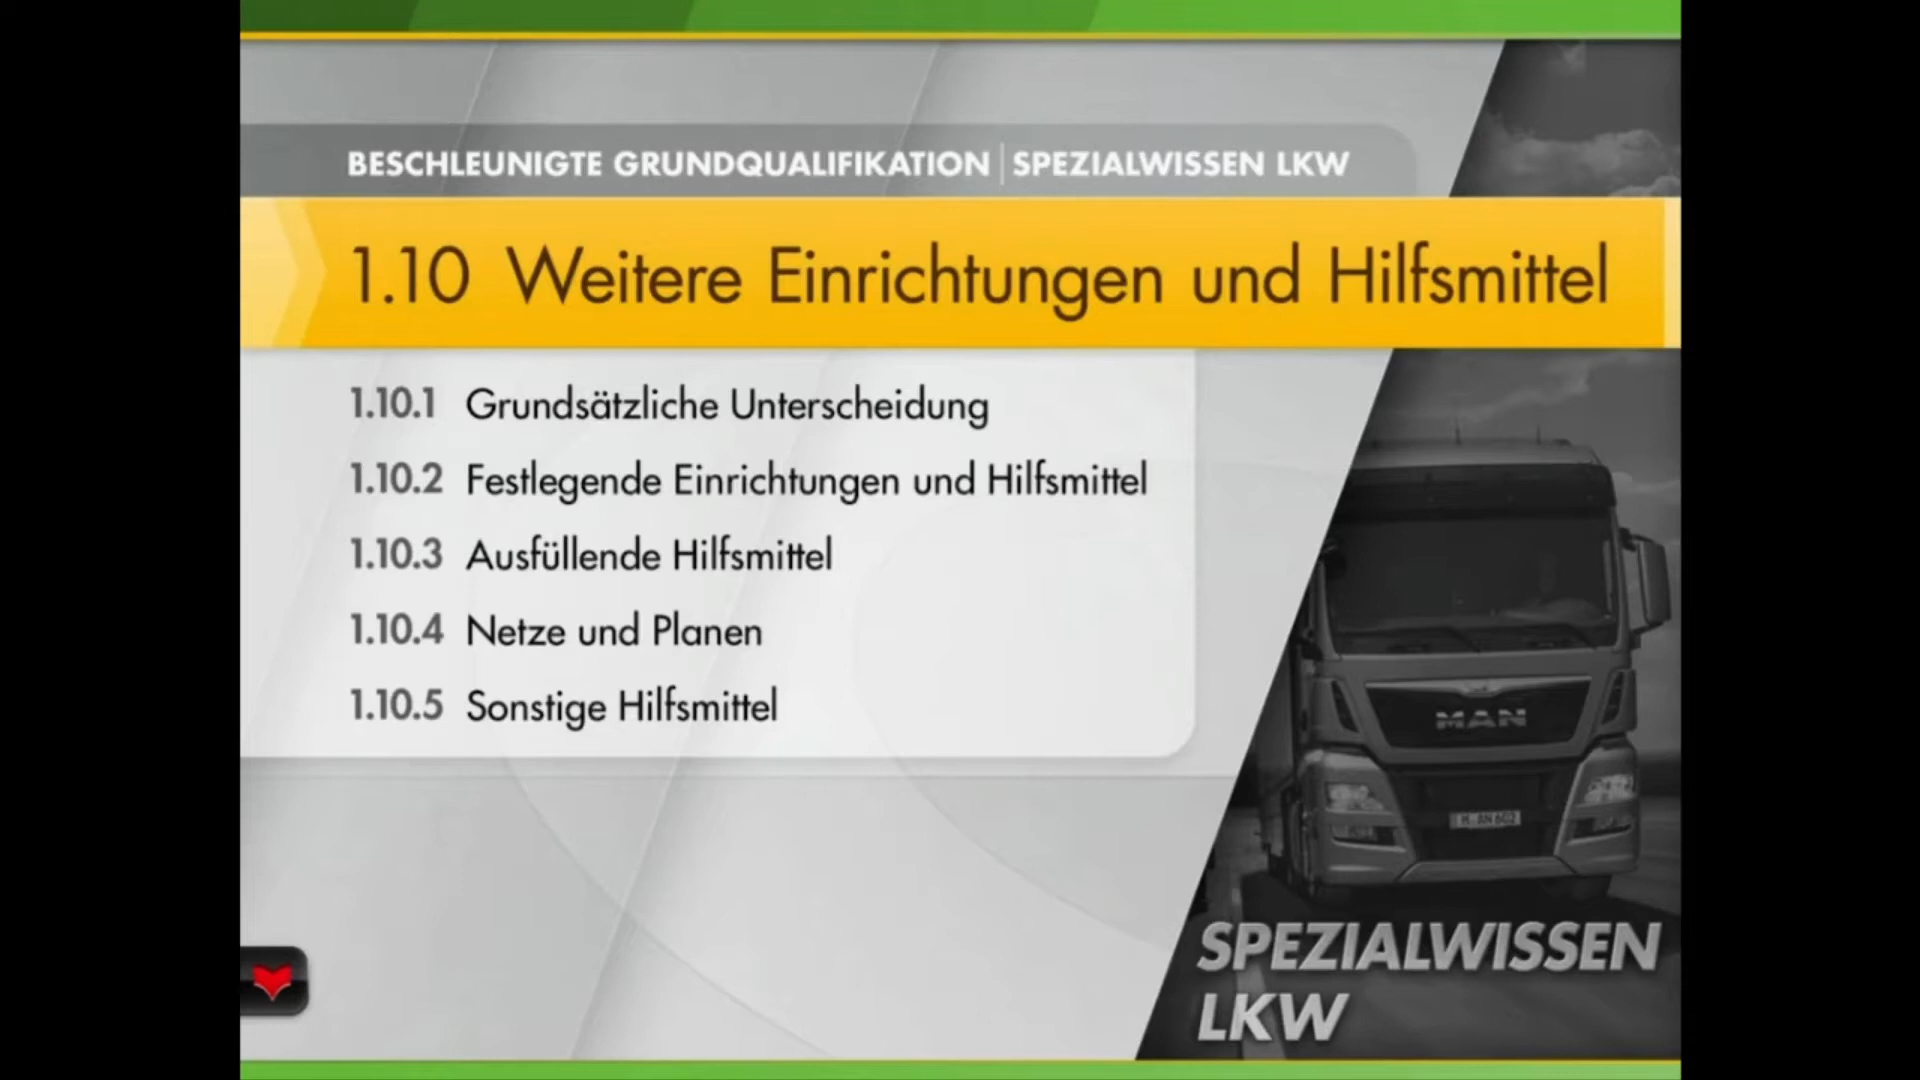 BESCHLEUNIGTE GRUNDQUALIFIKATION | SPEZIALWISSEN LKW
1.10 Weitere Einrichtungen und Hilfsmittel
1.10.1 Grundsätzliche Unterscheidung
1.10.2 Festlegende Einrichtungen und Hilfsmittel
1.10.3 Ausfüllende Hilfsmittel
1.10.4 Netze und Planen
1.10.5 Sonstige Hilfsmittel
MAN
M-AN 602
SPEZIALWISSEN
LKW